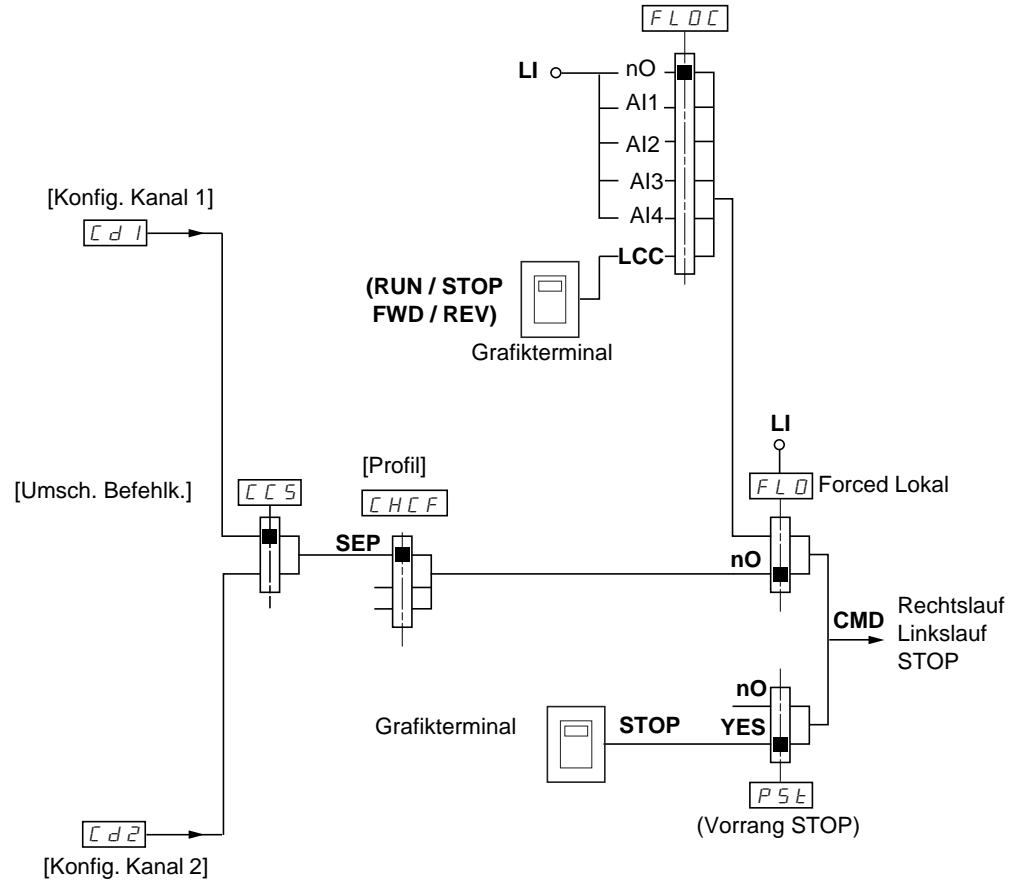 FLOC
LI
nO
AI1
AI2
AI3
AI4
LCC
(RUN / STOP
FWD / REV)
Grafikterminal
[Konfig. Kanal 1]
Cd1
LI
FLO
Forced Lokal
[Umsch. Befehlk.]
CCS
[Profil]
CHCF
SEP
nO
CMD
Rechtslauf
Linkslauf
STOP
nO
Grafikterminal
STOP
YES
PSt
(Vorrang STOP)
Cd2
[Konfig. Kanal 2]